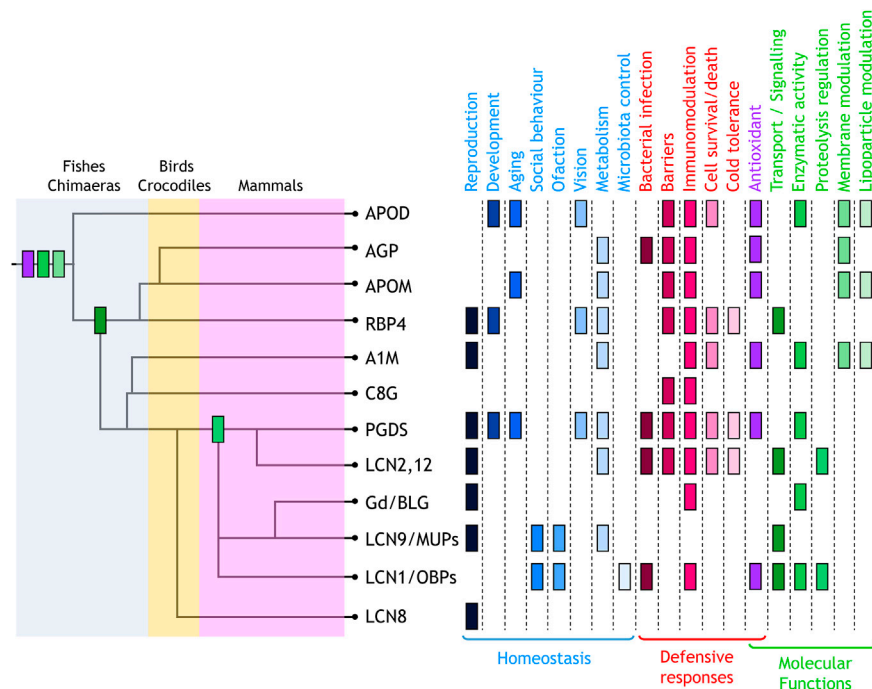 Fishes
Chimaeras
Birds
Crocodiles
Mammals
Reproduction
Development
Aging
Social behaviour
Ofaction
Vision
Metabolism
Microbiota control
Bacterial infection
Barriers
Immunomodulation
Cell survival/death
Cold tolerance
Antioxidant
Transport / Signalling
Enzymatic activity
Proteolysis regulation
Membrane modulation
Lipoparticle modulation
APOD
AGP
APOM
RBP4
A1M
C8G
PGDS
LCN2,12
Gd/BLG
LCN9/MUPs
LCN1/OBPs
LCN8
Homeostasis
Defensive
responses
Molecular
Functions